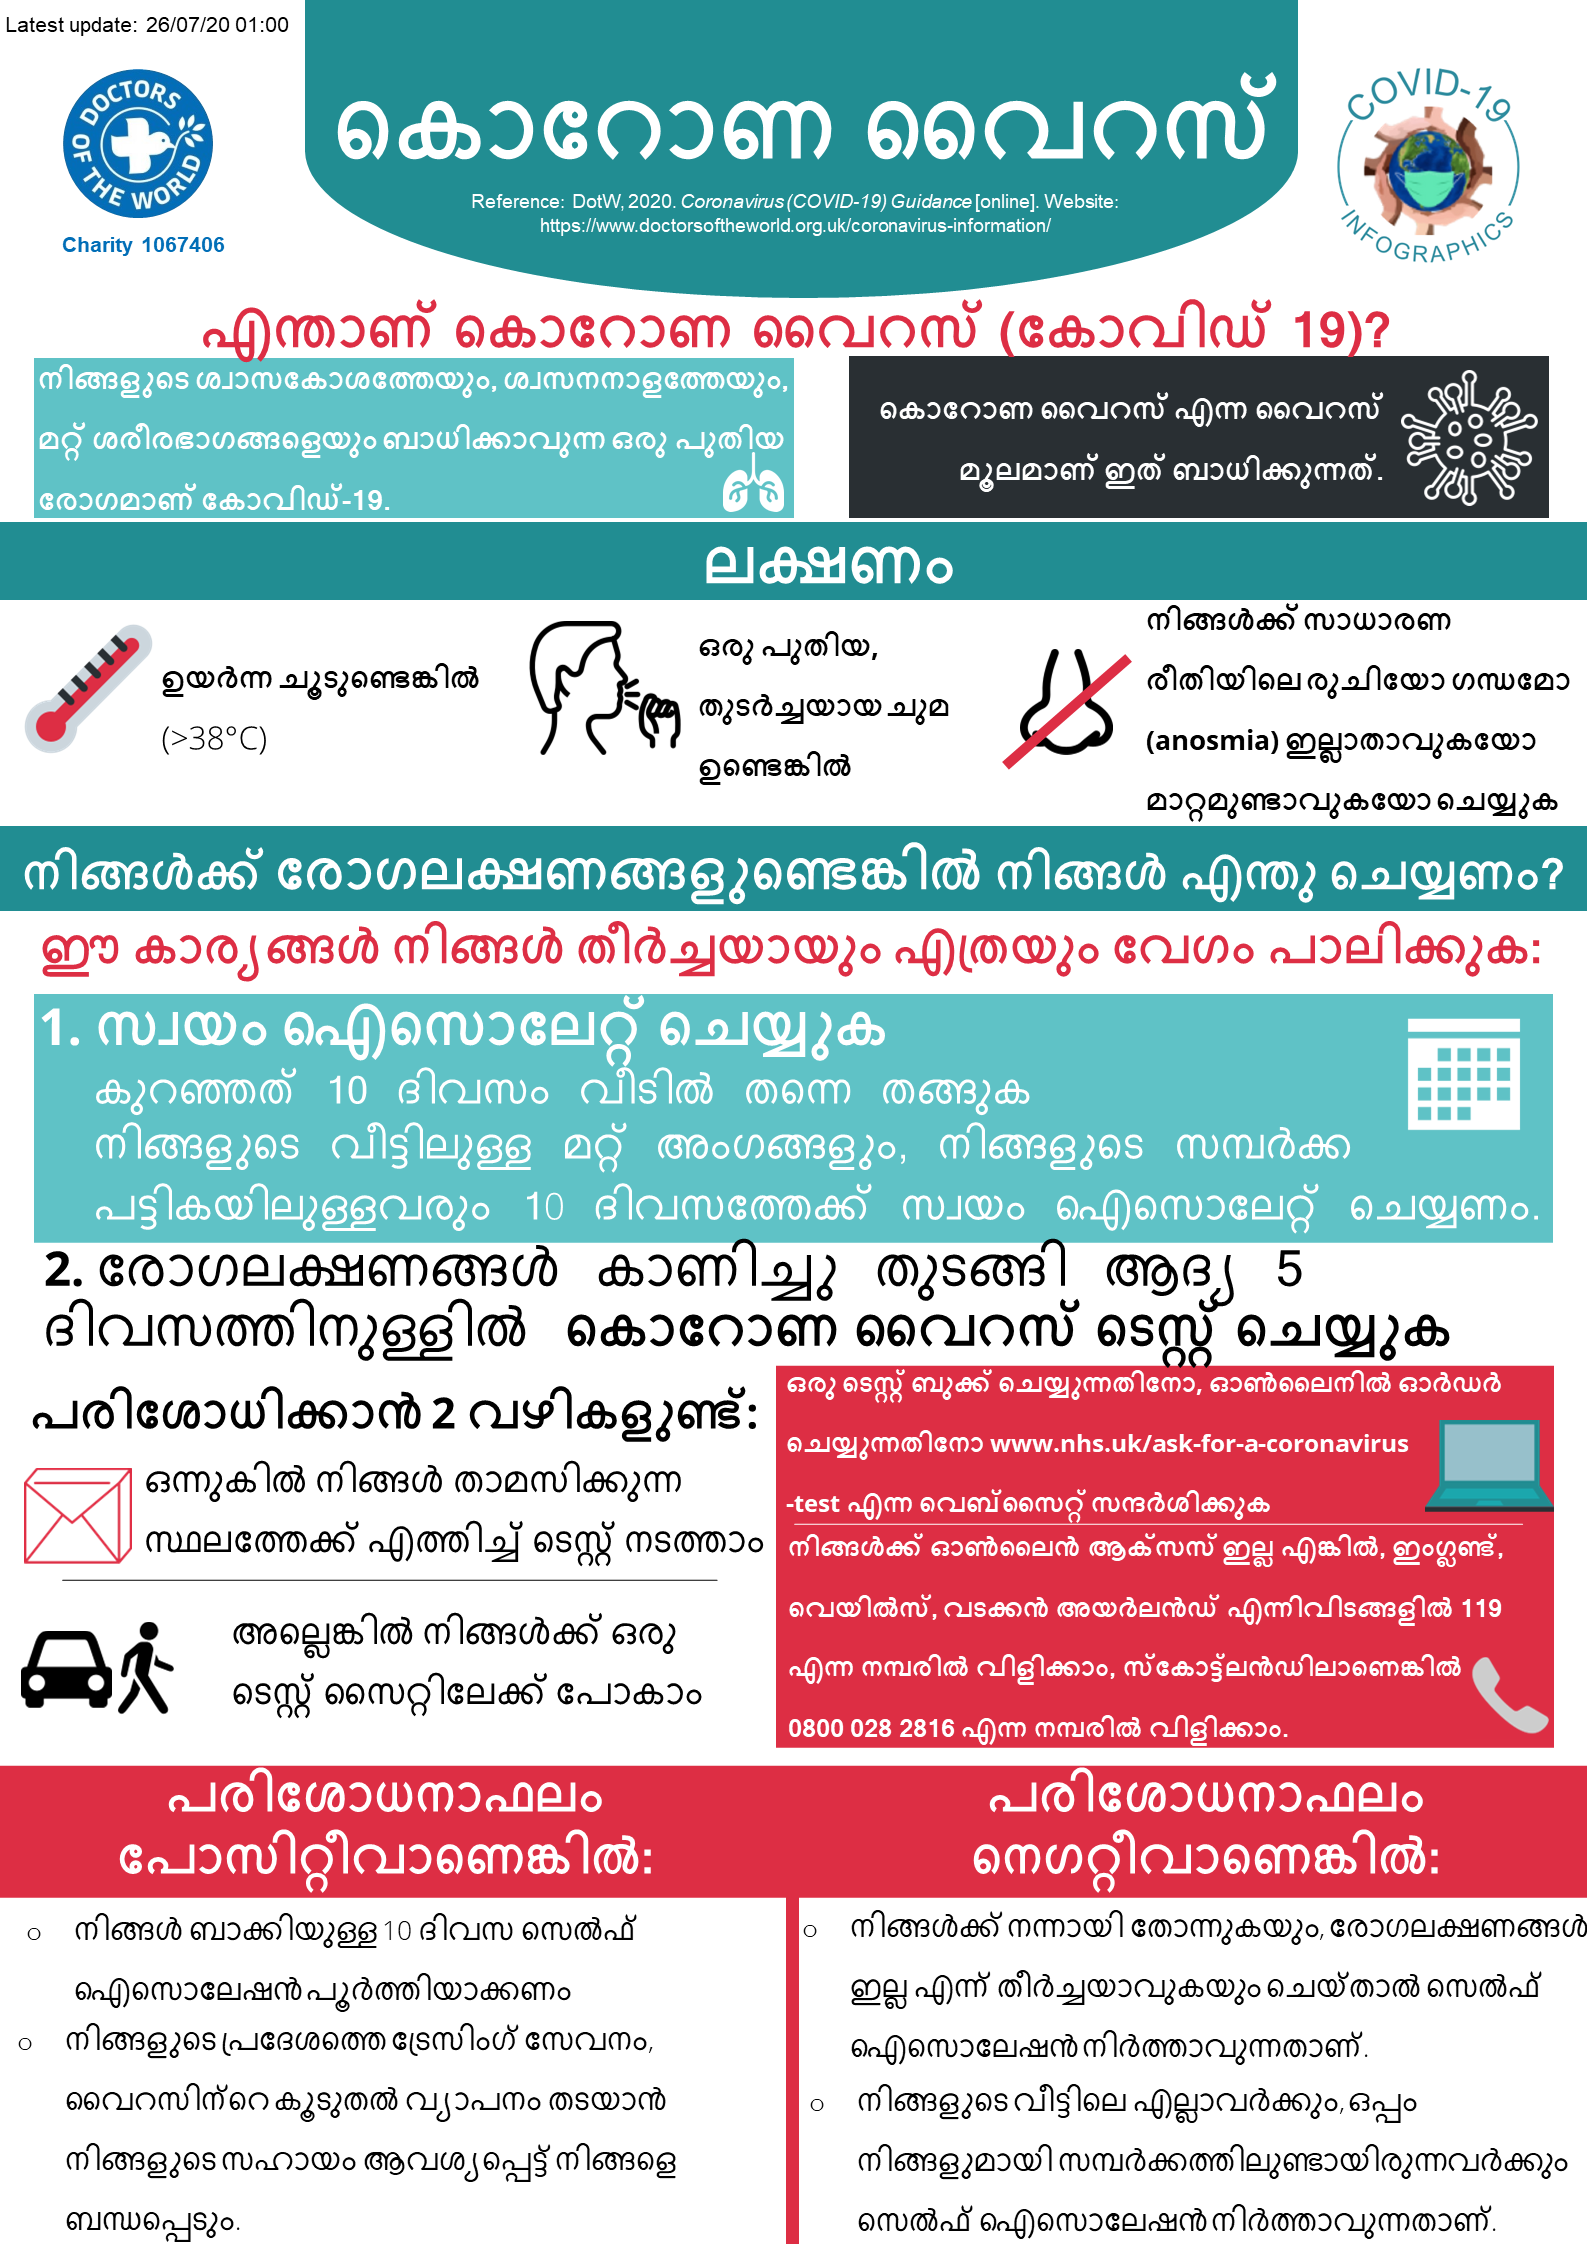 Latest update: 26/07/20 01:00
DOCTORS OF THE WORLD
Charity 1067406
കൊറോണ വൈറസ്
Reference: DotW, 2020. Coronavirus (COVID-19) Guidance [online]. Website:
https://www.doctorsoftheworld.org.uk/coronavirus-information/
COVID-19
INFOGRAPHICS
എന്താണ് കൊറോണ വൈറസ് (കോവിഡ് 19)?
നിങ്ങളുടെ ശ്വാസകോശത്തേയും, ശ്വസനനാളത്തേയും,
മറ്റ് ശരീരഭാഗങ്ങളെയും ബാധിക്കാവുന്ന ഒരു പുതിയ
രോഗമാണ് കോവിഡ്-19.
കൊറോണ വൈറസ് എന്ന വൈറസ്
മൂലമാണ് ഇത് ബാധിക്കുന്നത്.
ലക്ഷണം
ഉയർന്ന ചൂടുണ്ടെങ്കിൽ
(>38°C)
ഒരു പുതിയ,
തുടർച്ചയായ ചുമ
ഉണ്ടെങ്കിൽ
നിങ്ങൾക്ക് സാധാരണ
രീതിയിലെ രുചിയോ ഗന്ധമോ
(anosmia) ഇല്ലാതാവുകയോ
മാറ്റമുണ്ടാവുകയോ ചെയ്യുക
നിങ്ങൾക്ക് രോഗലക്ഷണങ്ങളുണ്ടെങ്കിൽ നിങ്ങൾ എന്തു ചെയ്യണം?
ഈ കാര്യങ്ങൾ നിങ്ങൾ തീർച്ചയായും എത്രയും വേഗം പാലിക്കുക:
1. സ്വയം ഐസൊലേറ്റ് ചെയ്യുക
കുറഞ്ഞത് 10 ദിവസം വീടിൽ തന്നെ തങ്ങുക
നിങ്ങളുടെ വീട്ടിലുള്ള മറ്റ് അംഗങ്ങളും, നിങ്ങളുടെ സമ്പർക്ക
പട്ടികയിലുള്ളവരും 10 ദിവസത്തേക്ക് സ്വയം ഐസൊലേറ്റ് ചെയ്യണം.
2. രോഗലക്ഷണങ്ങൾ കാണിച്ചു തുടങ്ങി ആദ്യ 5
ദിവസത്തിനുള്ളിൽ കൊറോണ വൈറസ് ടെസ്റ്റ് ചെയ്യുക
പരിശോധിക്കാൻ 2 വഴികളുണ്ട്:
ഒന്നുകിൽ നിങ്ങൾ താമസിക്കുന്ന
സ്ഥലത്തേക്ക് എത്തിച്ച് ടെസ്റ്റ് നടത്താം
അല്ലെങ്കിൽ നിങ്ങൾക്ക് ഒരു
ടെസ്റ്റ് സൈറ്റിലേക്ക് പോകാം
ഒരു ടെസ്റ്റ് ബുക്ക് ചെയ്യുന്നതിനോ, ഓൺലൈനിൽ ഓർഡർ
ചെയ്യുന്നതിനോ www.nhs.uk/ask-for-a-coronavirus
-test എന്ന വെബ്സൈറ്റ് സന്ദർശിക്കുക
നിങ്ങൾക്ക് ഓൺലൈൻ ആക്സസ് ഇല്ല എങ്കിൽ, ഇംഗ്ലണ്ട്,
വെയിൽസ്, വടക്കൻ അയർലൻഡ് എന്നിവിടങ്ങളിൽ 119
എന്ന നമ്പരിൽ വിളിക്കാം, സ്കോട്ട്ലൻഡിലാണെങ്കിൽ
0800 028 2816 എന്ന നമ്പരിൽ വിളിക്കാം.
പരിശോധനാഫലം
പോസിറ്റീവാണെങ്കിൽ:
നിങ്ങൾ ബാക്കിയുള്ള 10 ദിവസ സെൽഫ്
ഐസൊലേഷൻ പൂർത്തിയാക്കണം
നിങ്ങളുടെ പ്രദേശത്തെ ട്രേസിംഗ് സേവനം,
വൈറസിന്റെ കൂടുതൽ വ്യാപനം തടയാൻ
നിങ്ങളുടെ സഹായം ആവശ്യപ്പെട്ട് നിങ്ങളെ
ബന്ധപ്പെടും.
പരിശോധനാഫലം
നെഗറ്റീവാണെങ്കിൽ:
നിങ്ങൾക്ക് നന്നായി തോന്നുകയും, രോഗലക്ഷണങ്ങൾ
ഇല്ല എന്ന് തീർച്ചയാവുകയും ചെയ്താൽ സെൽഫ്
ഐസൊലേഷൻ നിർത്താവുന്നതാണ്.
നിങ്ങളുടെ വീട്ടിലെ എല്ലാവർക്കും, ഒപ്പം
നിങ്ങളുമായി സമ്പർക്കത്തിലുണ്ടായിരുന്നവർക്കും
സെൽഫ് ഐസൊലേഷൻ നിർത്താവുന്നതാണ്.